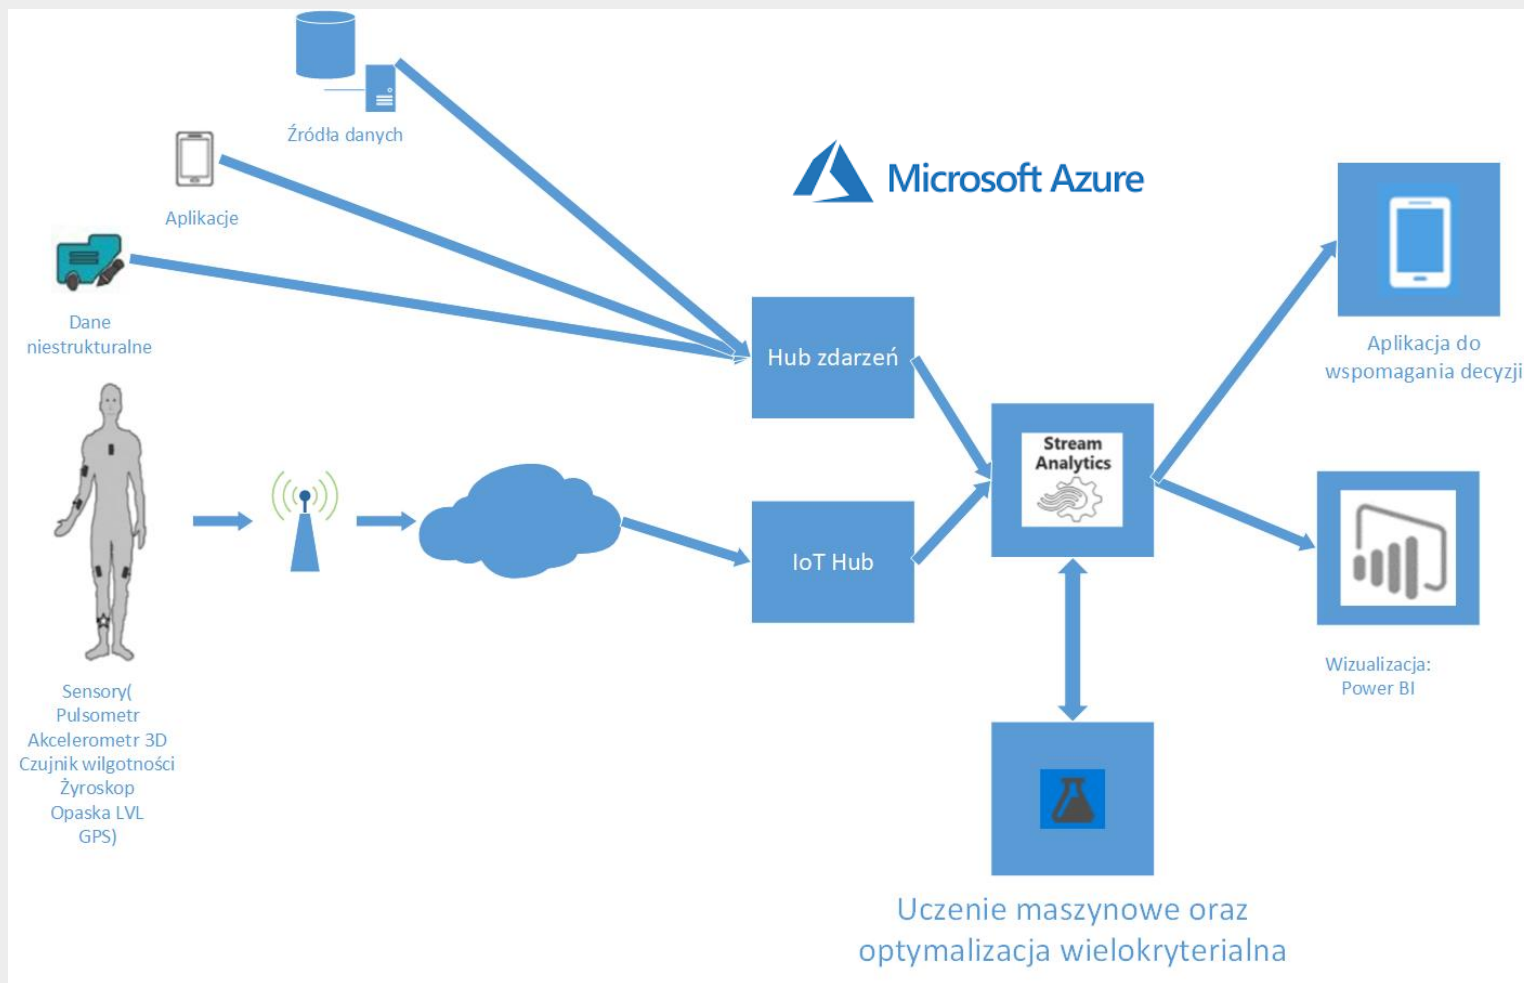 Źródła danych
Aplikacje
Dane
niestrukturalne
Microsoft Azure
Hub zdarzeń
IoT Hub
Stream
Analytics
Aplikacja do
wspomagania decyzji
Wizualizacja:
Power BI
Sensory(
Pulsometr
Akcelerometr 3D
Czujnik wilgotności
Żyroskop
Opaska LVL
GPS)
Uczenie maszynowe oraz
optymalizacja wielokryterialna